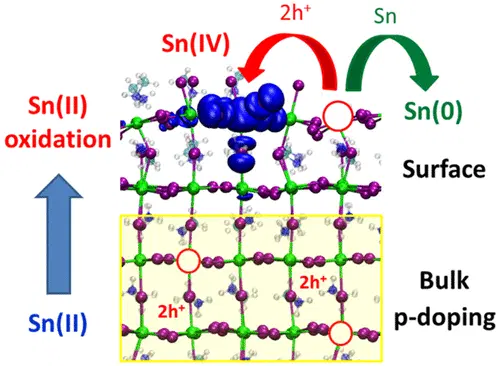 2h⁺
Sn
Sn(IV)
Sn(II)
oxidation
Sn(0)
Surface
Sn(II)
2h⁺
2h⁺
Bulk
p-doping